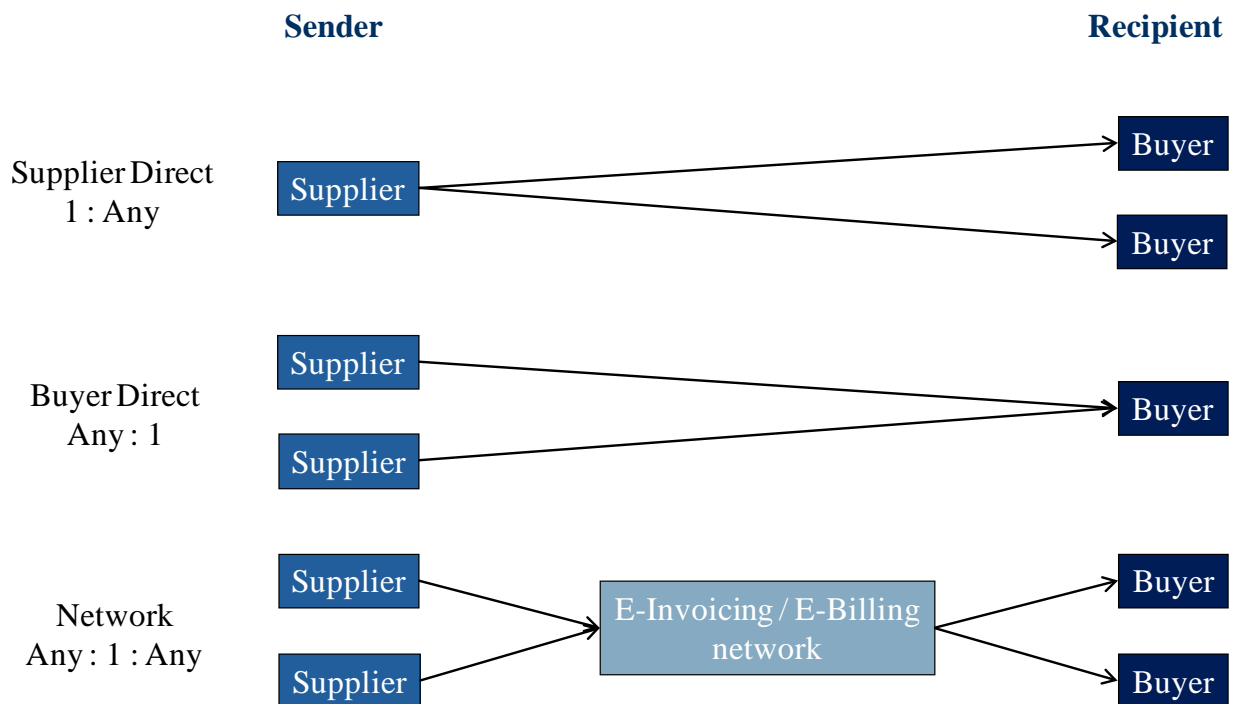 Sender
Recipient
Supplier Direct
1 : Any
Supplier
Buyer
Buyer
Buyer Direct
Any : 1
Supplier
Supplier
Buyer
Network
Any : 1 : Any
Supplier
Supplier
E-Invoicing / E-Billing
network
Buyer
Buyer